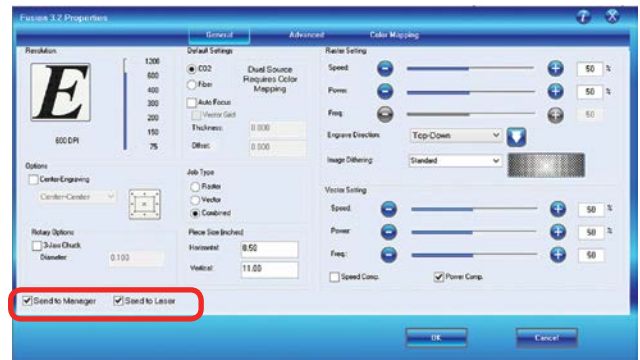 Fusion 3.2 Properties
General Advanced Color Mapping
Resolution
E
600 DPI
1200
600
400
300
200
150
75
Options
Center-Engraving
Center-Center
Rotary Options
3-Jaw Chuck
Diameter: 0.100
Send to Manager Send to Laser
Default Settings
CO2
Fiber
Dual Source
Requires Color
Mapping
Auto Focus
Vector Grid
Thickness: 0.000
Offset: 0.000
Job Type
Raster
Vector
Combined
Piece Size (inches)
Horizontal: 8.50
Vertical: 11.00
Raster Setting
Speed: 50 %
Power: 50 %
Freq: 50
Engrave Direction: Top-Down
Image Dithering: Standard
Vector Setting
Speed: 50 %
Power: 50 %
Freq: 50
Speed Comp. Power Comp.
OK Cancel